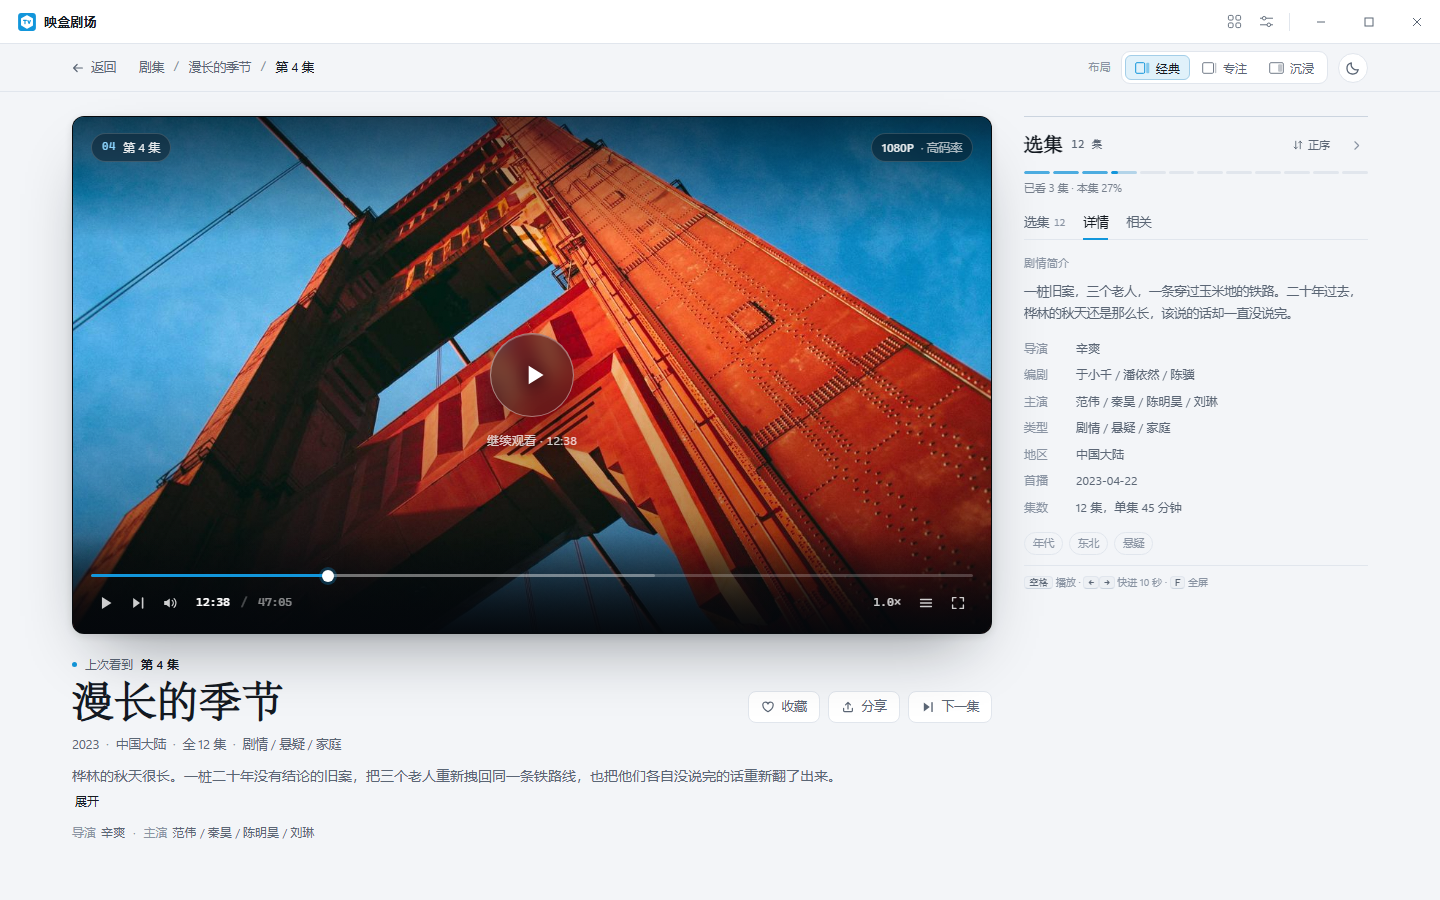 映盒剧场
返回 剧集 / 漫长的季节 / 第 4 集
布局 经典 专注 沉浸
04 第 4 集
1080P · 高码率
继续观看 · 12:38
12:38 / 47:05
1.0×
上次看到 第 4 集
漫长的季节
收藏 分享 下一集
2023 · 中国大陆 · 全 12 集 · 剧情 / 悬疑 / 家庭
桦林的秋天很长。一桩二十年没有结论的旧案，把三个老人重新拽回同一条铁路线，也把他们各自没说完的话重新翻了出来。
展开
导演 辛爽 · 主演 范伟 / 秦昊 / 陈明昊 / 刘琳
选集 12 集 正序
已看 3 集 · 本集 27%
选集 12 详情 相关
剧情简介
一桩旧案，三个老人，一条穿过玉米地的铁路。二十年过去，
桦林的秋天还是那么长，该说的话却一直没说完。
导演 辛爽
编剧 于小千 / 潘依然 / 陈骥
主演 范伟 / 秦昊 / 陈明昊 / 刘琳
类型 剧情 / 悬疑 / 家庭
地区 中国大陆
首播 2023-04-22
集数 12 集，单集 45 分钟
年代 东北 悬疑
空格 播放 · ← → 快进 10 秒 · F 全屏